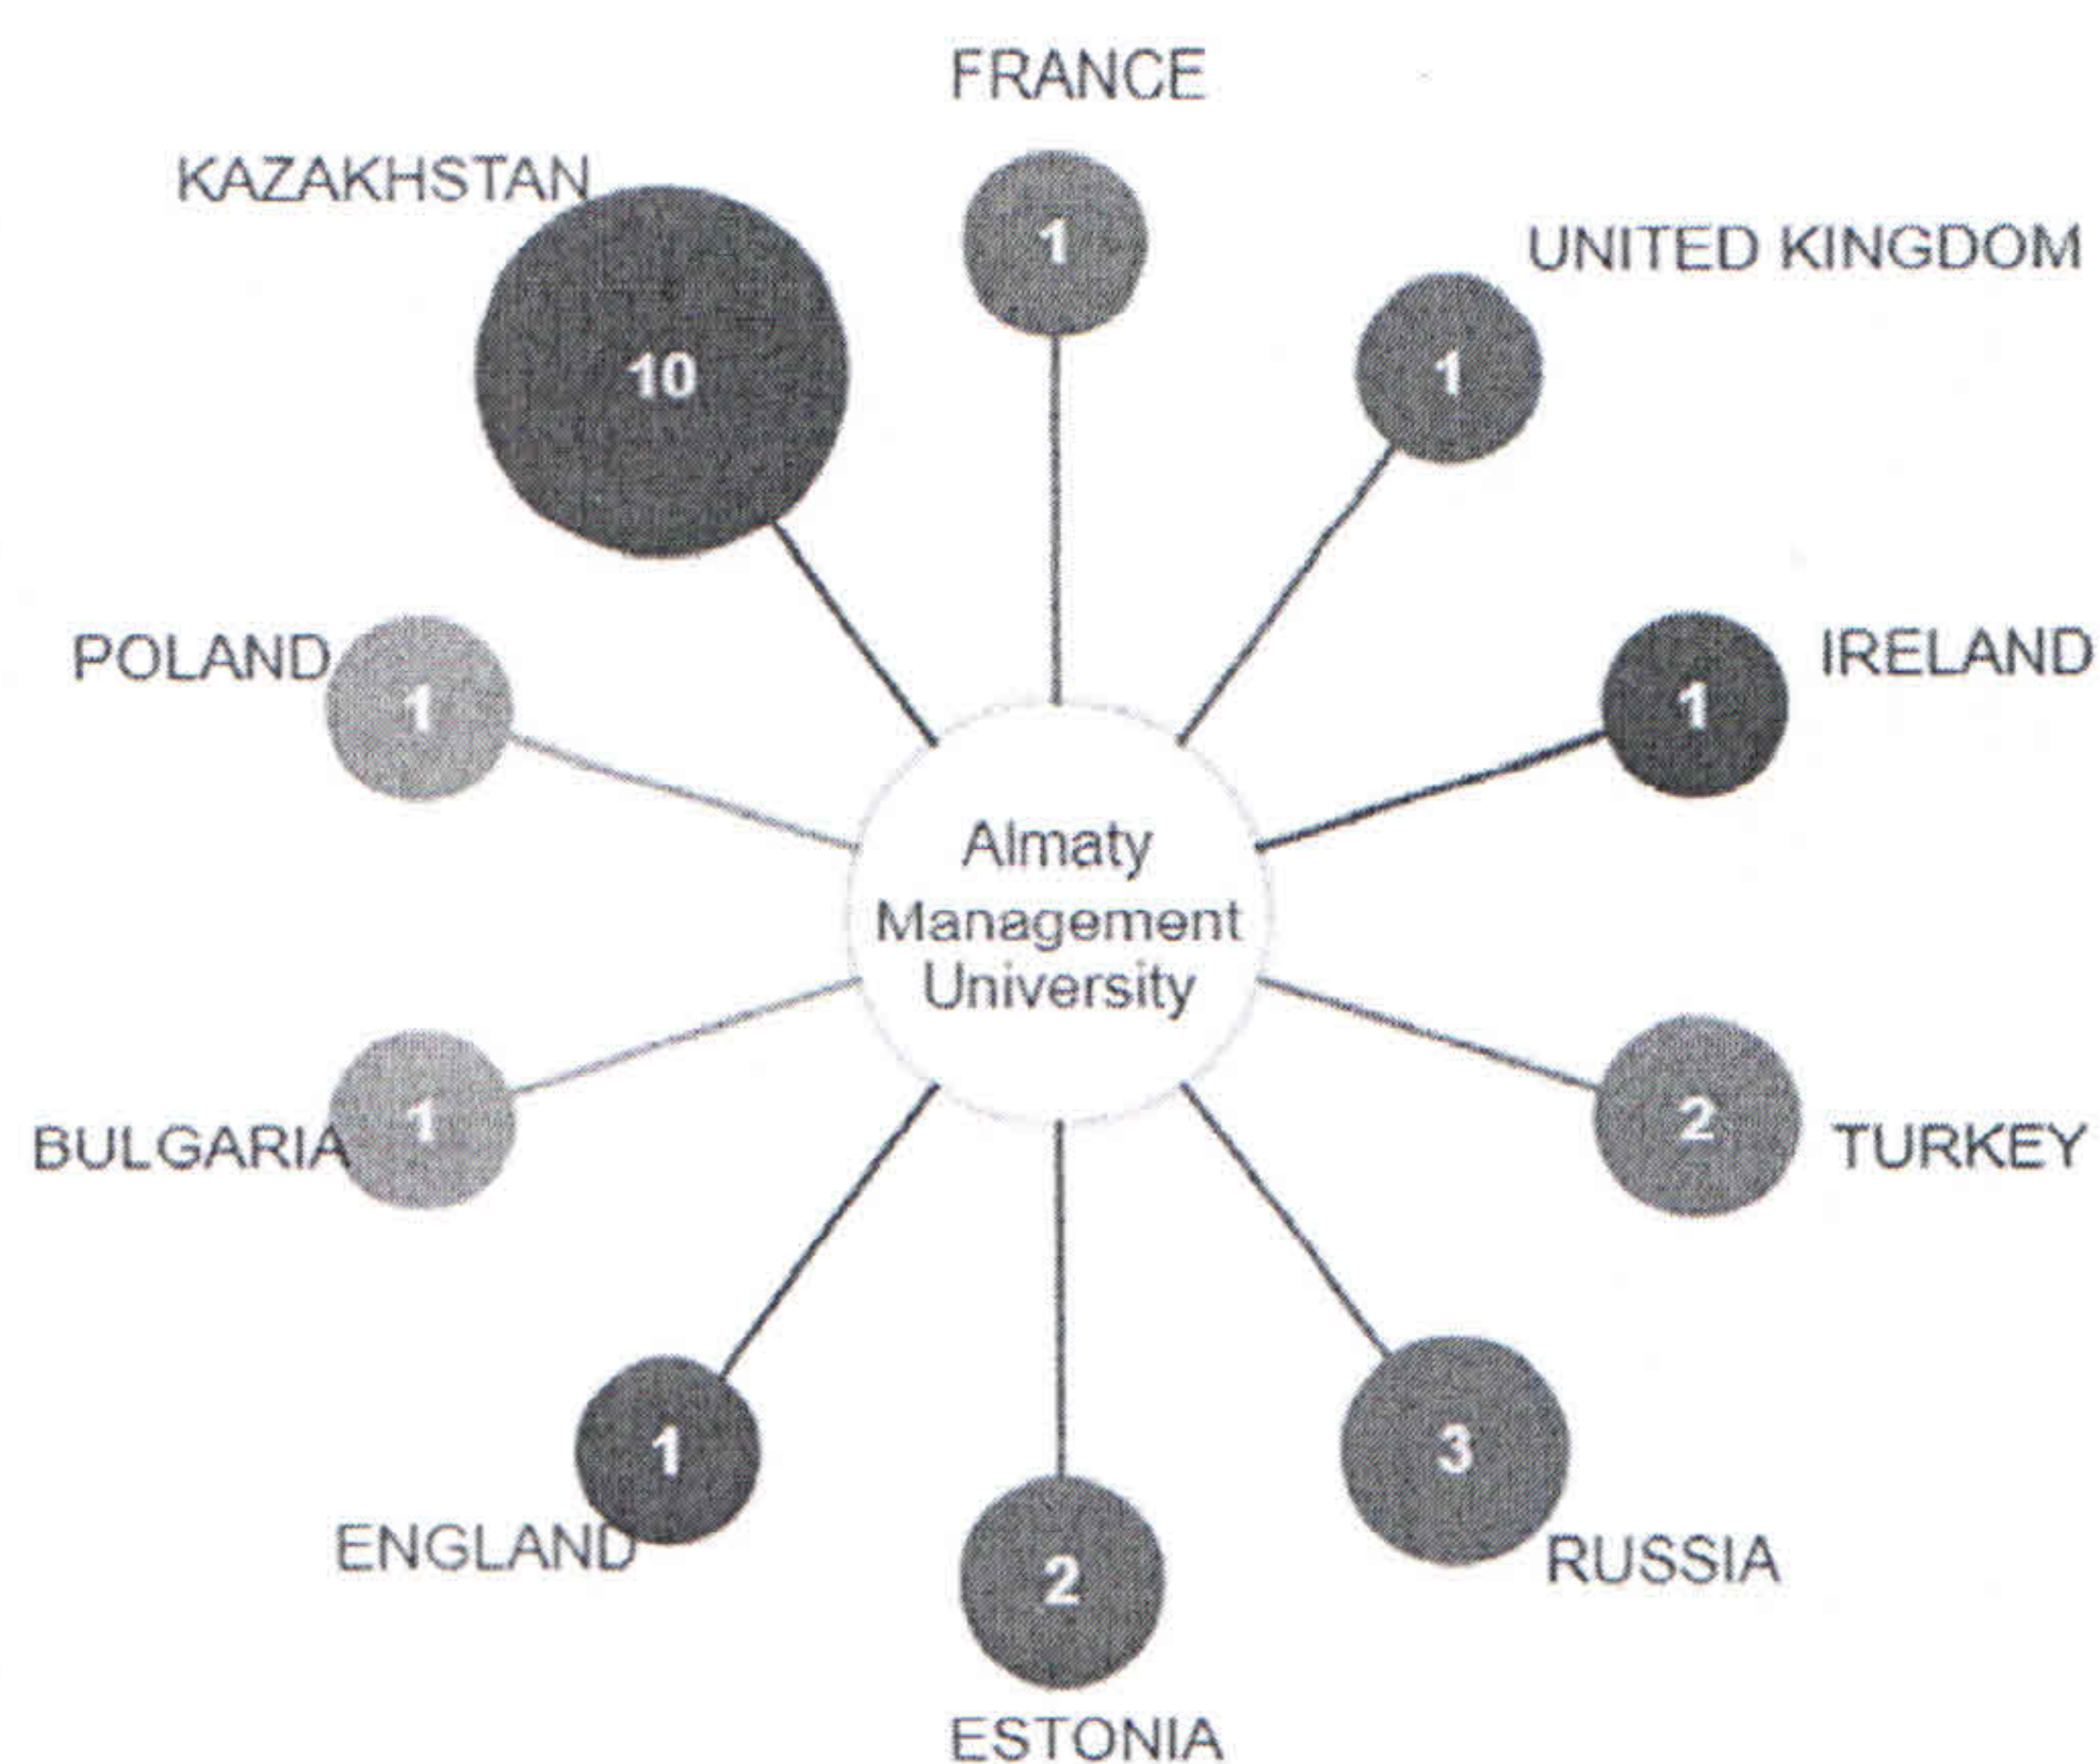 FRANCE
1
KAZAKHSTAN
10
UNITED KINGDOM
1
IRELAND
1
POLAND
1
Almaty
Management
University
TURKEY
2
BULGARIA
1
RUSSIA
3
ENGLAND
1
2
ESTONIA